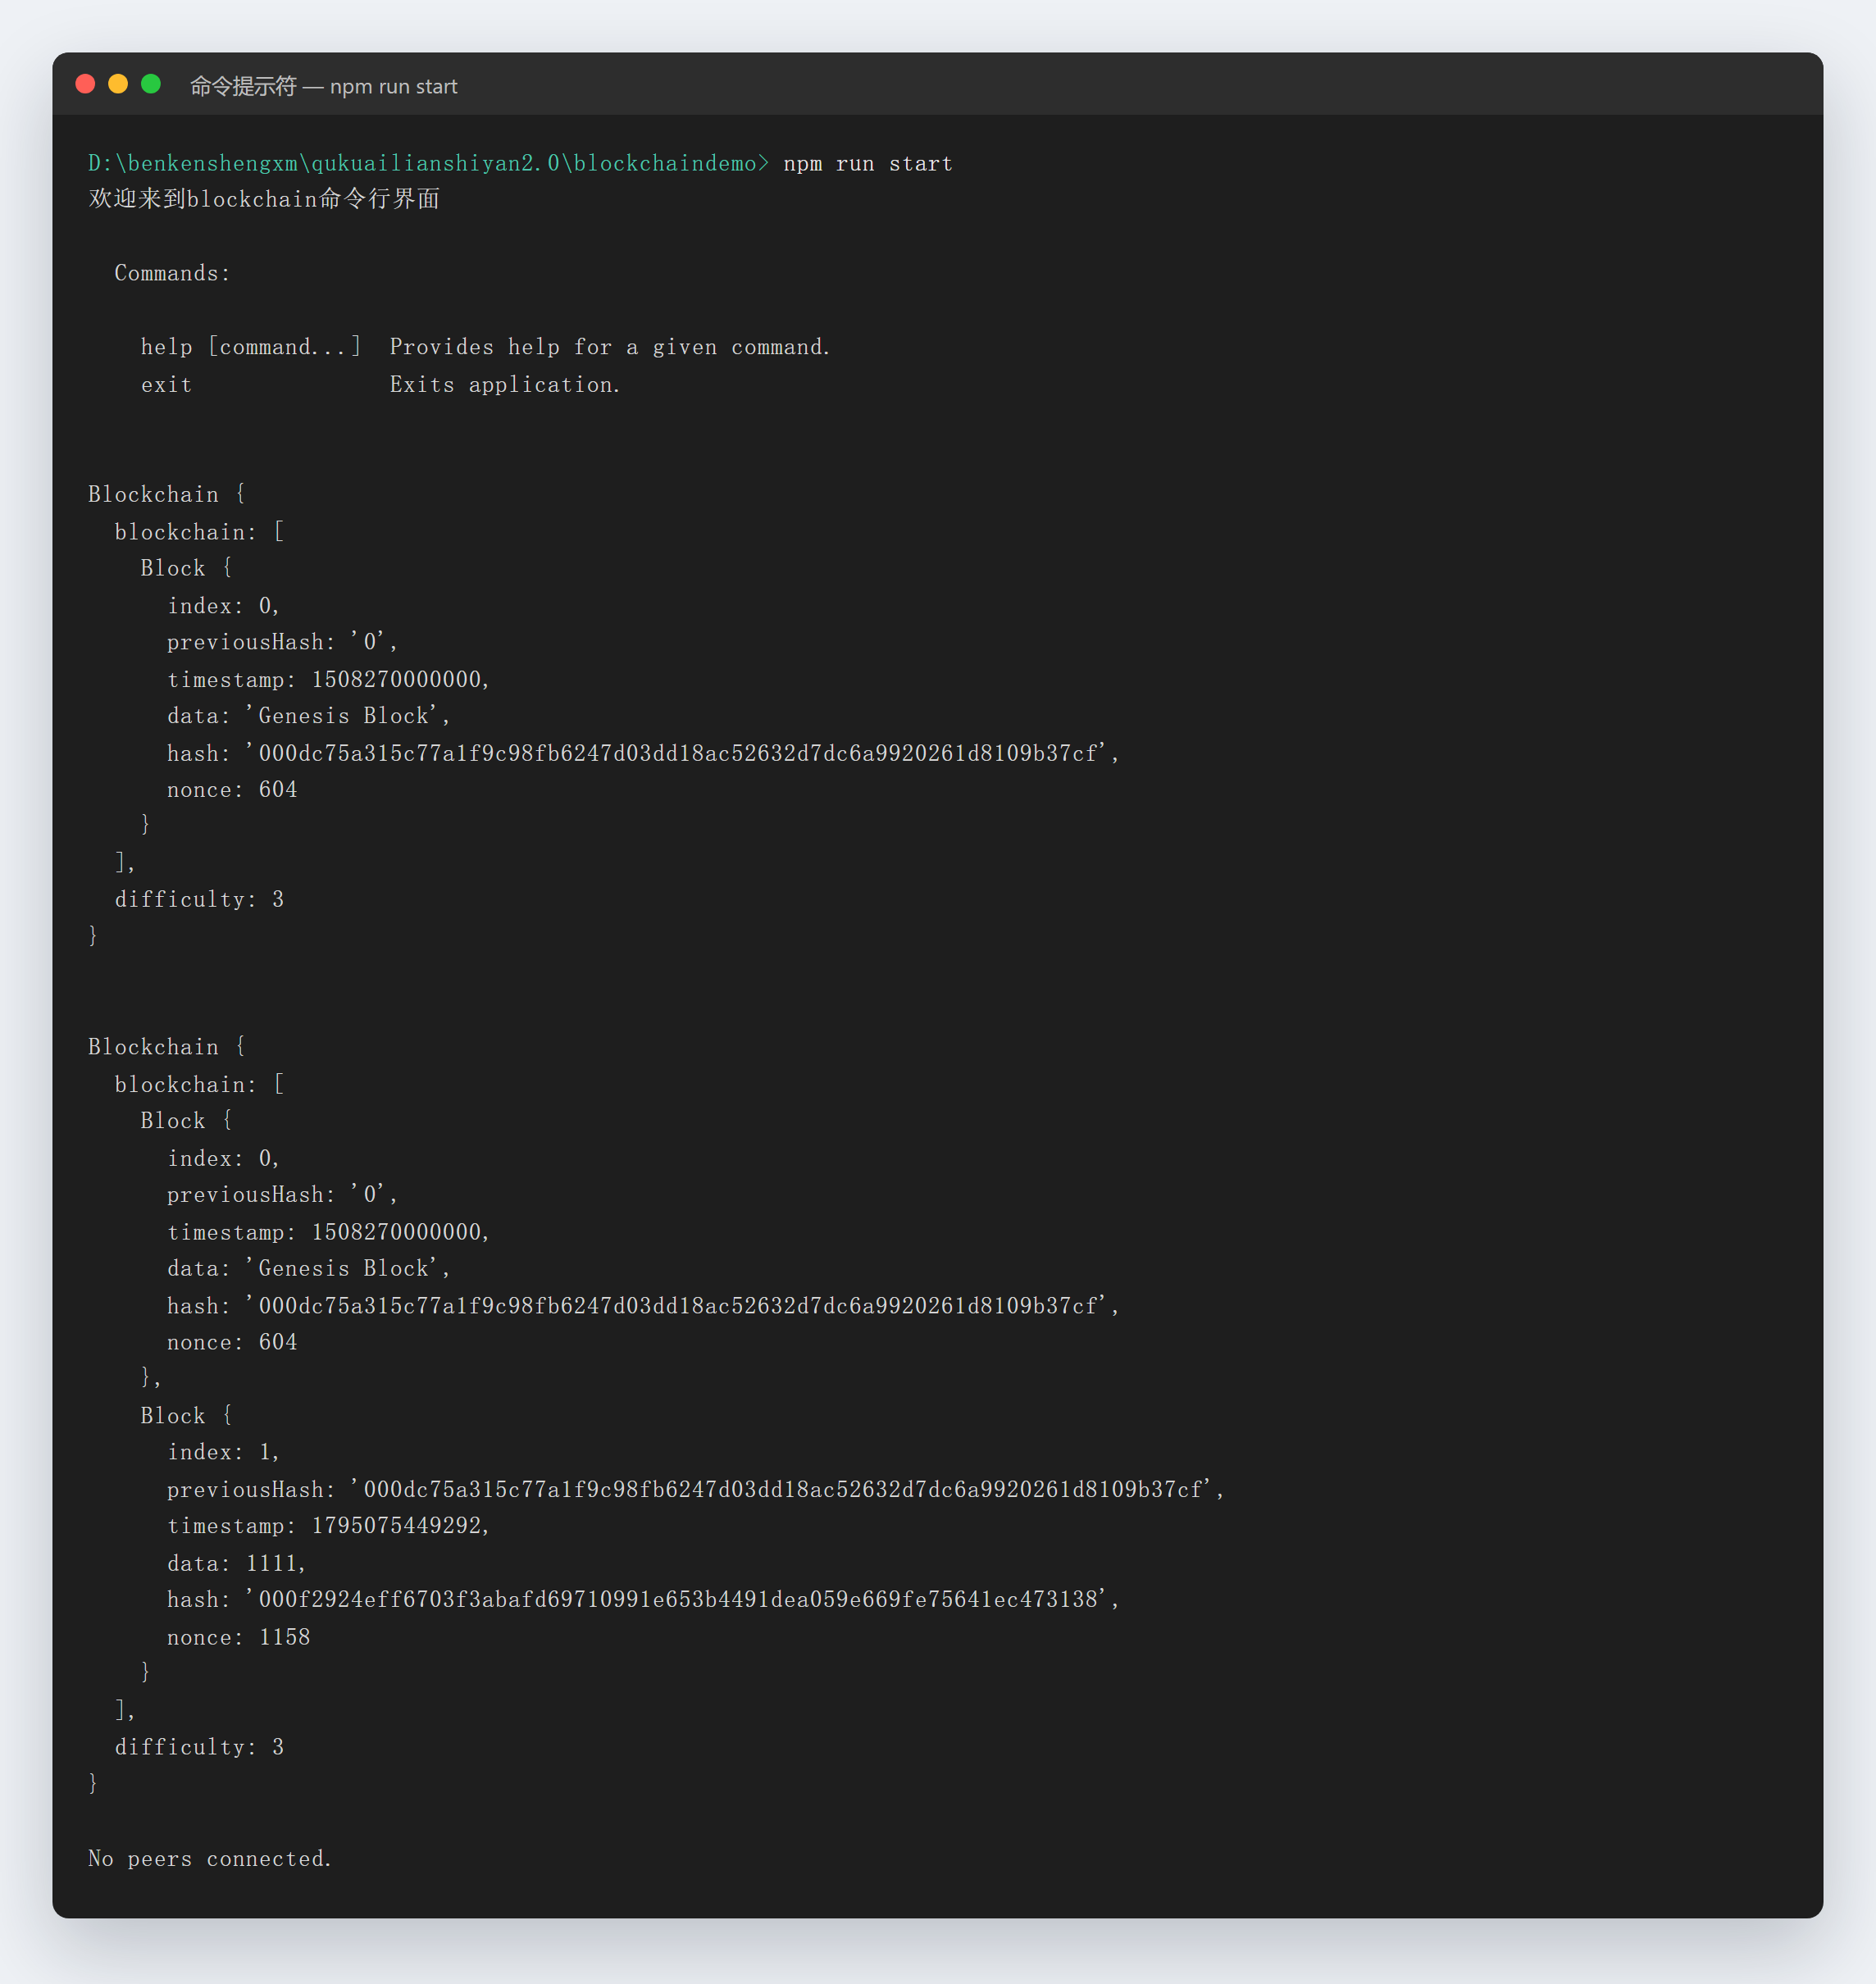 命令提示符 — npm run start
D:\benkenshengxm\qukuailianshiyan2.0\blockchaindemo> npm run start
欢迎来到blockchain命令行界面
  Commands:
    help [command...]  Provides help for a given command.
    exit               Exits application.
Blockchain {
  blockchain: [
    Block {
      index: 0,
      previousHash: '0',
      timestamp: 1508270000000,
      data: 'Genesis Block',
      hash: '000dc75a315c77a1f9c98fb6247d03dd18ac52632d7dc6a9920261d8109b37cf',
      nonce: 604
    }
  ],
  difficulty: 3
}
Blockchain {
  blockchain: [
    Block {
      index: 0,
      previousHash: '0',
      timestamp: 1508270000000,
      data: 'Genesis Block',
      hash: '000dc75a315c77a1f9c98fb6247d03dd18ac52632d7dc6a9920261d8109b37cf',
      nonce: 604
    },
    Block {
      index: 1,
      previousHash: '000dc75a315c77a1f9c98fb6247d03dd18ac52632d7dc6a9920261d8109b37cf',
      timestamp: 1795075449292,
      data: 1111,
      hash: '000f2924eff6703f3abafd69710991e653b4491dea059e669fe75641ec473138',
      nonce: 1158
    }
  ],
  difficulty: 3
}
No peers connected.